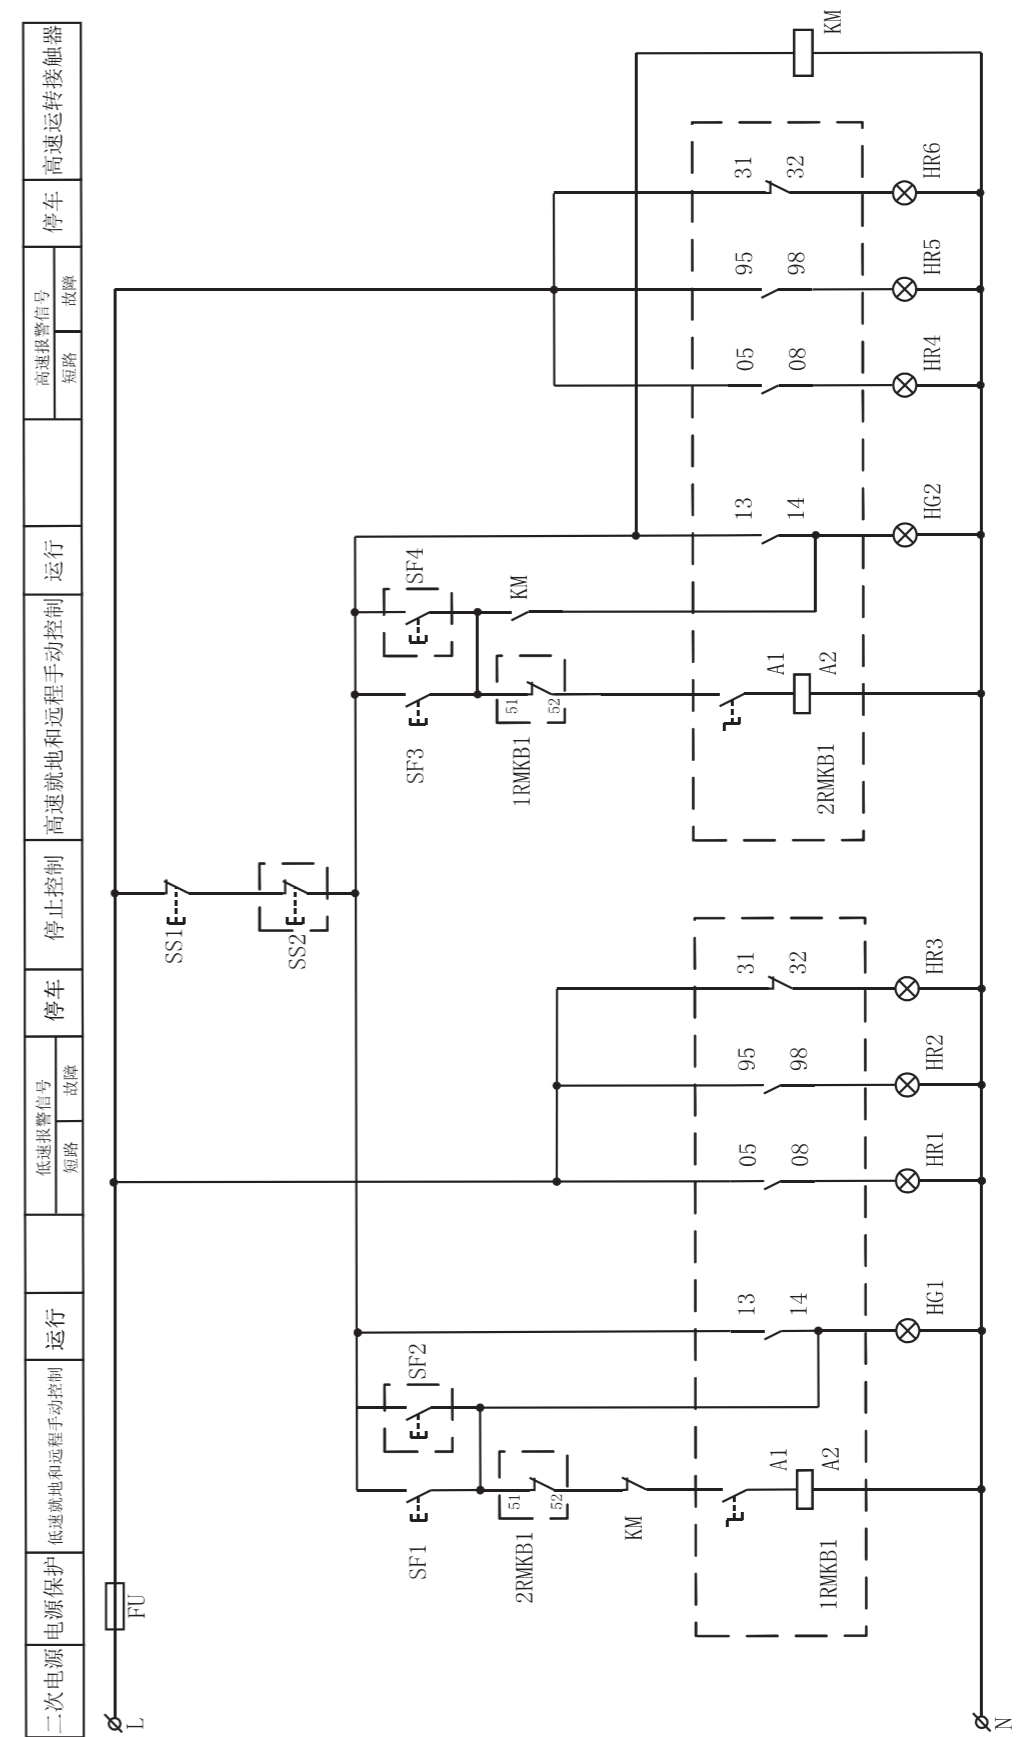 二次电源
电源保护
低速就地和远程手动控制
运行
低速报警信号
短路
故障
停车
停止控制
高速就地和远程手动控制
运行
高速报警信号
短路
故障
停车
高速运转接触器
L
FU
SS1
SS2
SF1
SF2
SF3
SF4
2RMKB1
51
52
KM
1RMKB1
51
52
KM
A1
A2
1RMKB1
13
14
05
08
95
98
31
32
A1
A2
2RMKB1
13
14
05
08
95
98
31
32
KM
HG1
HR1
HR2
HR3
HG2
HR4
HR5
HR6
N